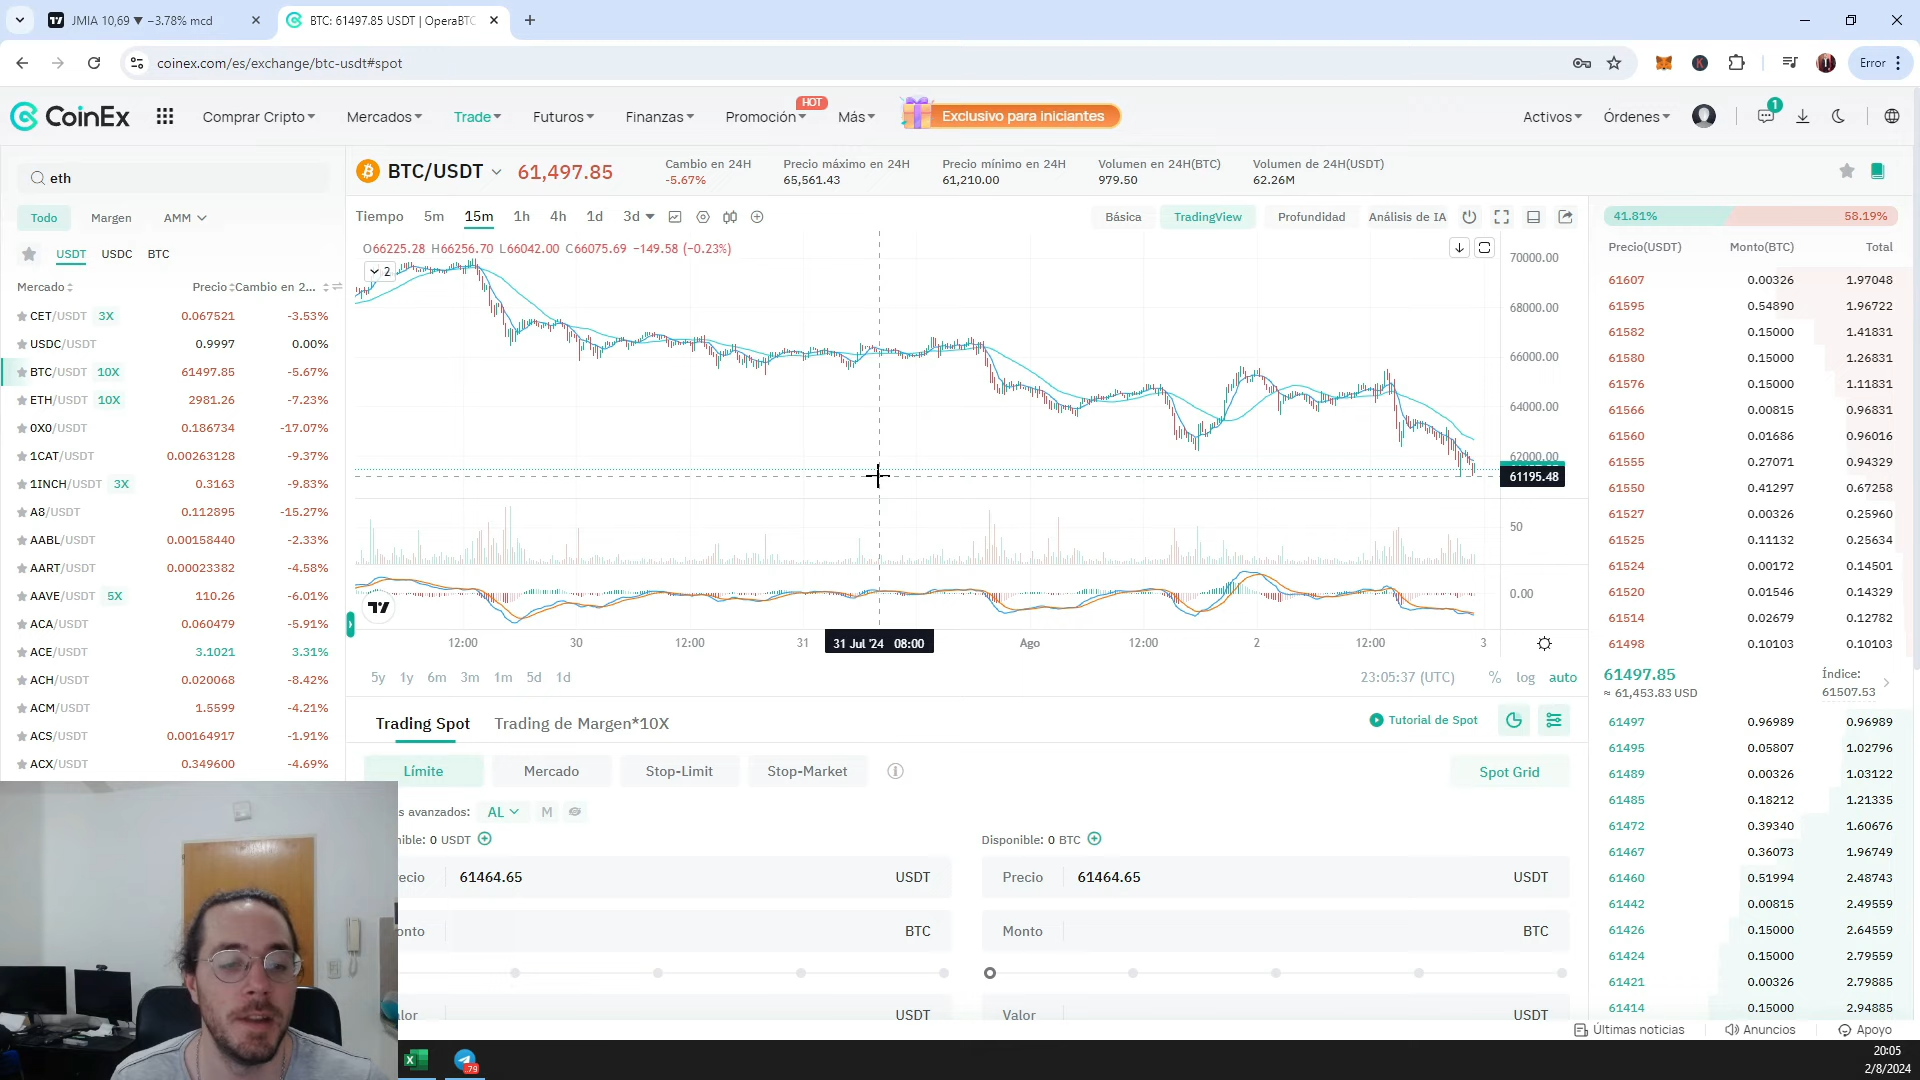 JMIA 10,69 ▼ −3.78% mcd
BTC: 61497.85 USDT | OperaBTC
coinex.com/es/exchange/btc-usdt#spot
Error
CoinEx
Comprar Cripto
Mercados
Trade
Futuros
Finanzas
HOT
Promoción
Más
Exclusivo para iniciantes
Activos
Órdenes
1
eth
Todo
Margen
AMM
USDT
USDC
BTC
Mercado
Precio
Cambio en 2...
CET/USDT 3X 0.067521 -3.53%
USDC/USDT 0.9997 0.00%
BTC/USDT 10X 61497.85 -5.67%
ETH/USDT 10X 2981.26 -7.23%
0X0/USDT 0.186734 -17.07%
1CAT/USDT 0.00263128 -9.37%
1INCH/USDT 3X 0.3163 -9.83%
A8/USDT 0.112895 -15.27%
AABL/USDT 0.00158440 -2.33%
AART/USDT 0.00023382 -4.58%
AAVE/USDT 5X 110.26 -6.01%
ACA/USDT 0.060479 -5.91%
ACE/USDT 3.1021 3.31%
ACH/USDT 0.020068 -8.42%
ACM/USDT 1.5599 -4.21%
ACS/USDT 0.00164917 -1.91%
ACX/USDT 0.349600 -4.69%
BTC/USDT
61,497.85
Cambio en 24H
-5.67%
Precio máximo en 24H
65,561.43
Precio mínimo en 24H
61,210.00
Volumen en 24H(BTC)
979.50
Volumen de 24H(USDT)
62.26M
Tiempo 5m 15m 1h 4h 1d 3d
Básica
TradingView
Profundidad
Análisis de IA
O66225.28 H66256.70 L66042.00 C66075.69 −149.58 (−0.23%)
2
70000.00
68000.00
66000.00
64000.00
62000.00
61195.48
50
0.00
12:00 30 12:00 31 31 Jul '24 08:00 Ago 12:00 2 12:00 3
5y 1y 6m 3m 1m 5d 1d
23:05:37 (UTC)
% log auto
Trading Spot
Trading de Margen*10X
Tutorial de Spot
Límite
Mercado
Stop-Limit
Stop-Market
Spot Grid
s avanzados: AL M
nible: 0 USDT
ecio 61464.65 USDT
onto BTC
lor USDT
Disponible: 0 BTC
Precio 61464.65 USDT
Monto BTC
Valor USDT
41.81%
58.19%
Precio(USDT) Monto(BTC) Total
61607 0.00326 1.97048
61595 0.54890 1.96722
61582 0.15000 1.41831
61580 0.15000 1.26831
61576 0.15000 1.11831
61566 0.00815 0.96831
61560 0.01686 0.96016
61555 0.27071 0.94329
61550 0.41297 0.67258
61527 0.00326 0.25960
61525 0.11132 0.25634
61524 0.00172 0.14501
61520 0.01546 0.14329
61514 0.02679 0.12782
61498 0.10103 0.10103
61497.85
≈ 61,453.83 USD
Índice:
61507.53
61497 0.96989 0.96989
61495 0.05807 1.02796
61489 0.00326 1.03122
61485 0.18212 1.21335
61472 0.39340 1.60676
61467 0.36073 1.96749
61460 0.51994 2.48743
61442 0.00815 2.49559
61426 0.15000 2.64559
61424 0.15000 2.79559
61421 0.00326 2.79885
61414 0.15000 2.94885
Últimas noticias
Anuncios
Apoyo
79
20:05
2/8/2024